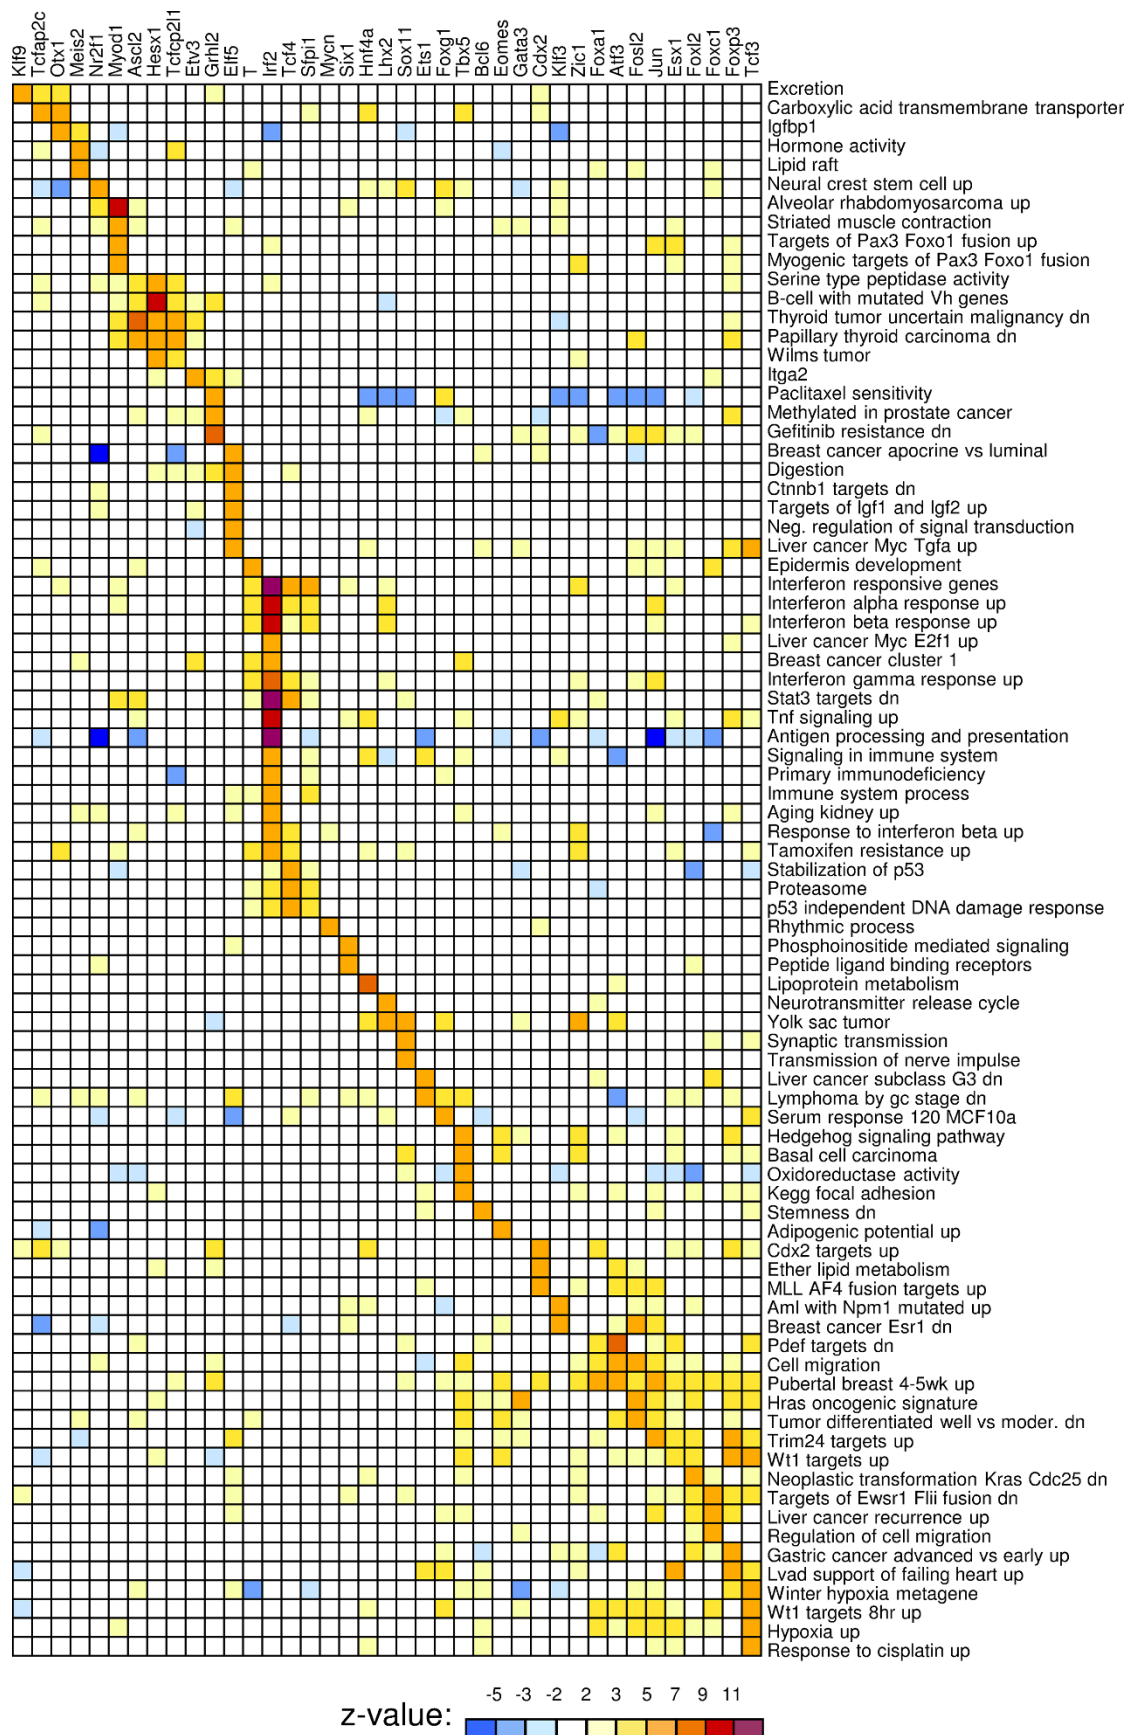 Klf9
Tcfap2c
Otx1
Meis2
Nr2f1
Myod1
Ascl2
Hesx1
Tcfcp2l1
Etv3
Grhl2
Elf5
T
Irf2
Tcf4
Sfpi1
Mycn
Six1
Hnf4a
Lhx2
Sox11
Ets1
Foxg1
Tbx5
Bcl6
Eomes
Gata3
Cdx2
Klf3
Zic1
Foxa1
Atf3
Fosl2
Jun
Esx1
Foxl2
Foxc1
Foxp3
Tcf3
Excretion
Carboxylic acid transmembrane transporter
Igfbp1
Hormone activity
Lipid raft
Neural crest stem cell up
Alveolar rhabdomyosarcoma up
Striated muscle contraction
Targets of Pax3 Foxo1 fusion up
Myogenic targets of Pax3 Foxo1 fusion
Serine type peptidase activity
B-cell with mutated Vh genes
Thyroid tumor uncertain malignancy dn
Papillary thyroid carcinoma dn
Wilms tumor
Itga2
Paclitaxel sensitivity
Methylated in prostate cancer
Gefitinib resistance dn
Breast cancer apocrine vs luminal
Digestion
Ctnnb1 targets dn
Targets of Igf1 and Igf2 up
Neg. regulation of signal transduction
Liver cancer Myc Tgfa up
Epidermis development
Interferon responsive genes
Interferon alpha response up
Interferon beta response up
Liver cancer Myc E2f1 up
Breast cancer cluster 1
Interferon gamma response up
Stat3 targets dn
Tnf signaling up
Antigen processing and presentation
Signaling in immune system
Primary immunodeficiency
Immune system process
Aging kidney up
Response to interferon beta up
Tamoxifen resistance up
Stabilization of p53
Proteasome
p53 independent DNA damage response
Rhythmic process
Phosphoinositide mediated signaling
Peptide ligand binding receptors
Lipoprotein metabolism
Neurotransmitter release cycle
Yolk sac tumor
Synaptic transmission
Transmission of nerve impulse
Liver cancer subclass G3 dn
Lymphoma by gc stage dn
Serum response 120 MCF10a
Hedgehog signaling pathway
Basal cell carcinoma
Oxidoreductase activity
Kegg focal adhesion
Stemness dn
Adipogenic potential up
Cdx2 targets up
Ether lipid metabolism
MLL AF4 fusion targets up
Aml with Npm1 mutated up
Breast cancer Esr1 dn
Pdef targets dn
Cell migration
Pubertal breast 4-5wk up
Hras oncogenic signature
Tumor differentiated well vs moder. dn
Trim24 targets up
Wt1 targets up
Neoplastic transformation Kras Cdc25 dn
Targets of Ewsr1 Flii fusion dn
Liver cancer recurrence up
Regulation of cell migration
Gastric cancer advanced vs early up
Lvad support of failing heart up
Winter hypoxia metagene
Wt1 targets 8hr up
Hypoxia up
Response to cisplatin up
-5 -3 -2 2 3 5 7 9 11
z-value: